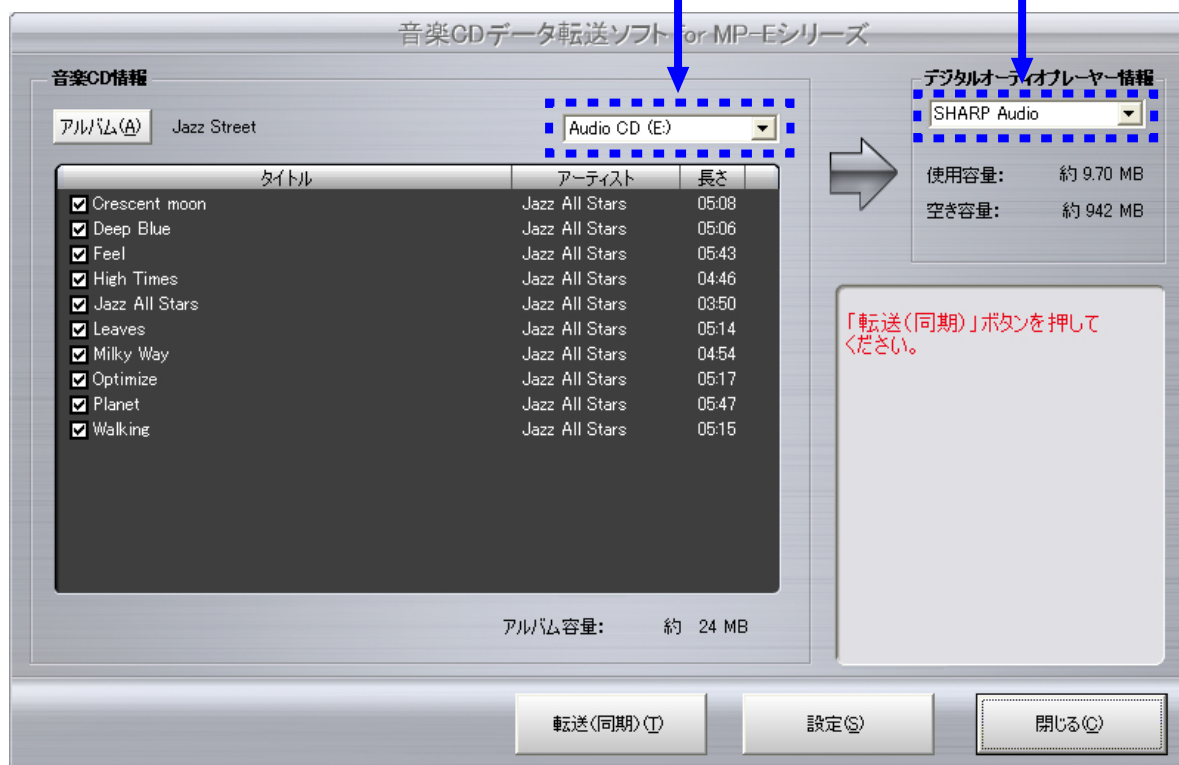 音楽CDデータ転送ソフト for MP-Eシリーズ
音楽CD情報
アルバム(A) Jazz Street Audio CD (E:)
タイトル アーティスト 長さ
Crescent moon Jazz All Stars 05:08
Deep Blue Jazz All Stars 05:06
Feel Jazz All Stars 05:43
High Times Jazz All Stars 04:46
Jazz All Stars Jazz All Stars 03:50
Leaves Jazz All Stars 05:14
Milky Way Jazz All Stars 04:54
Optimize Jazz All Stars 05:17
Planet Jazz All Stars 05:47
Walking Jazz All Stars 05:15
アルバム容量: 約 24 MB
デジタルオーディオプレーヤー情報
SHARP Audio
使用容量: 約 9.70 MB
空き容量: 約 942 MB
「転送(同期)」ボタンを押して
ください。
転送(同期)(T) 設定(S) 閉じる(C)